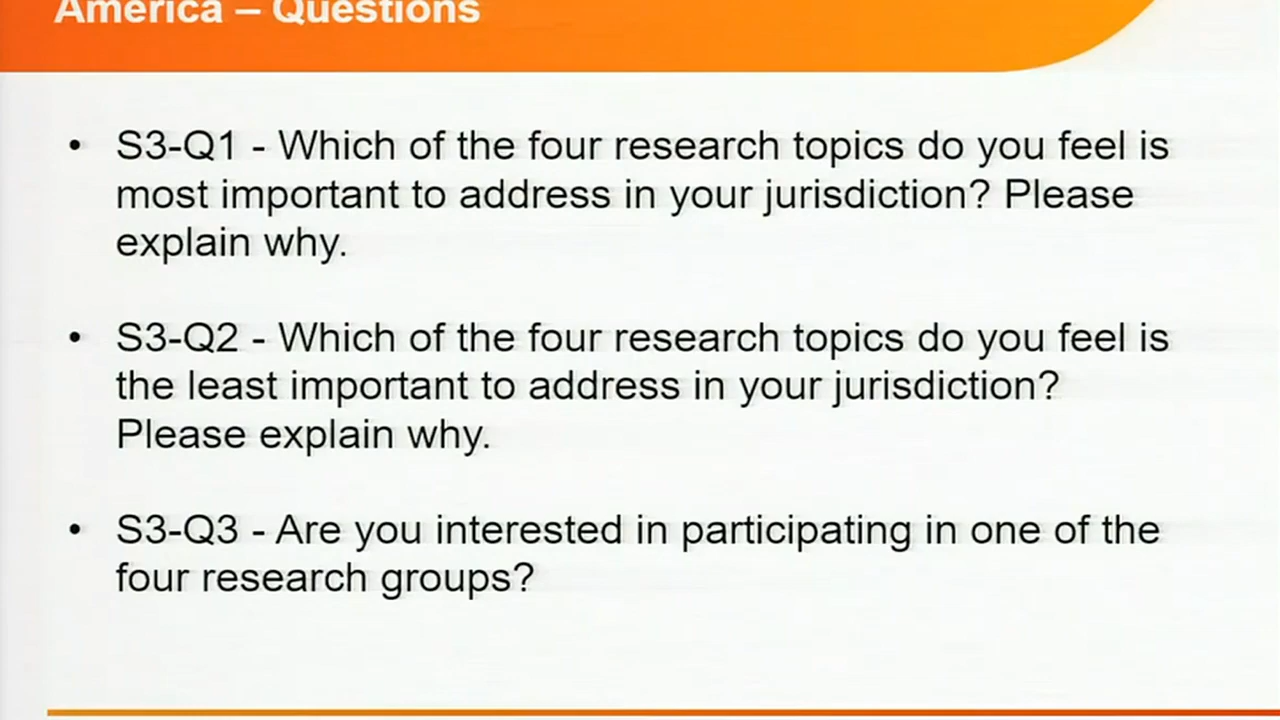 America – Questions
• S3-Q1 - Which of the four research topics do you feel is
most important to address in your jurisdiction? Please
explain why.
• S3-Q2 - Which of the four research topics do you feel is
the least important to address in your jurisdiction?
Please explain why.
• S3-Q3 - Are you interested in participating in one of the
four research groups?